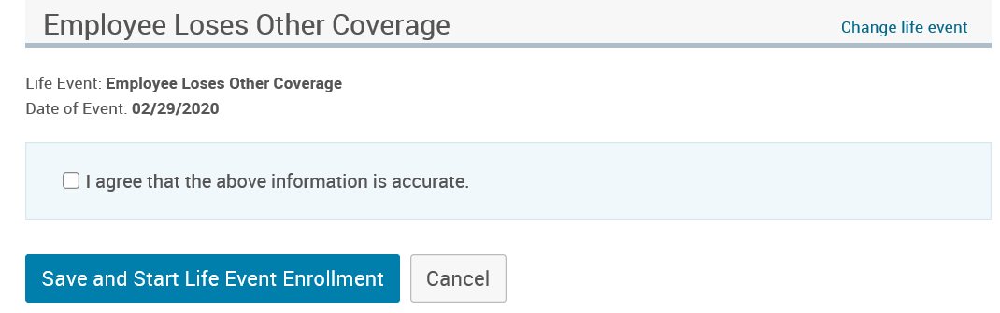 Employee Loses Other Coverage
Change life event
Life Event: Employee Loses Other Coverage
Date of Event: 02/29/2020
I agree that the above information is accurate.
Save and Start Life Event Enrollment
Cancel